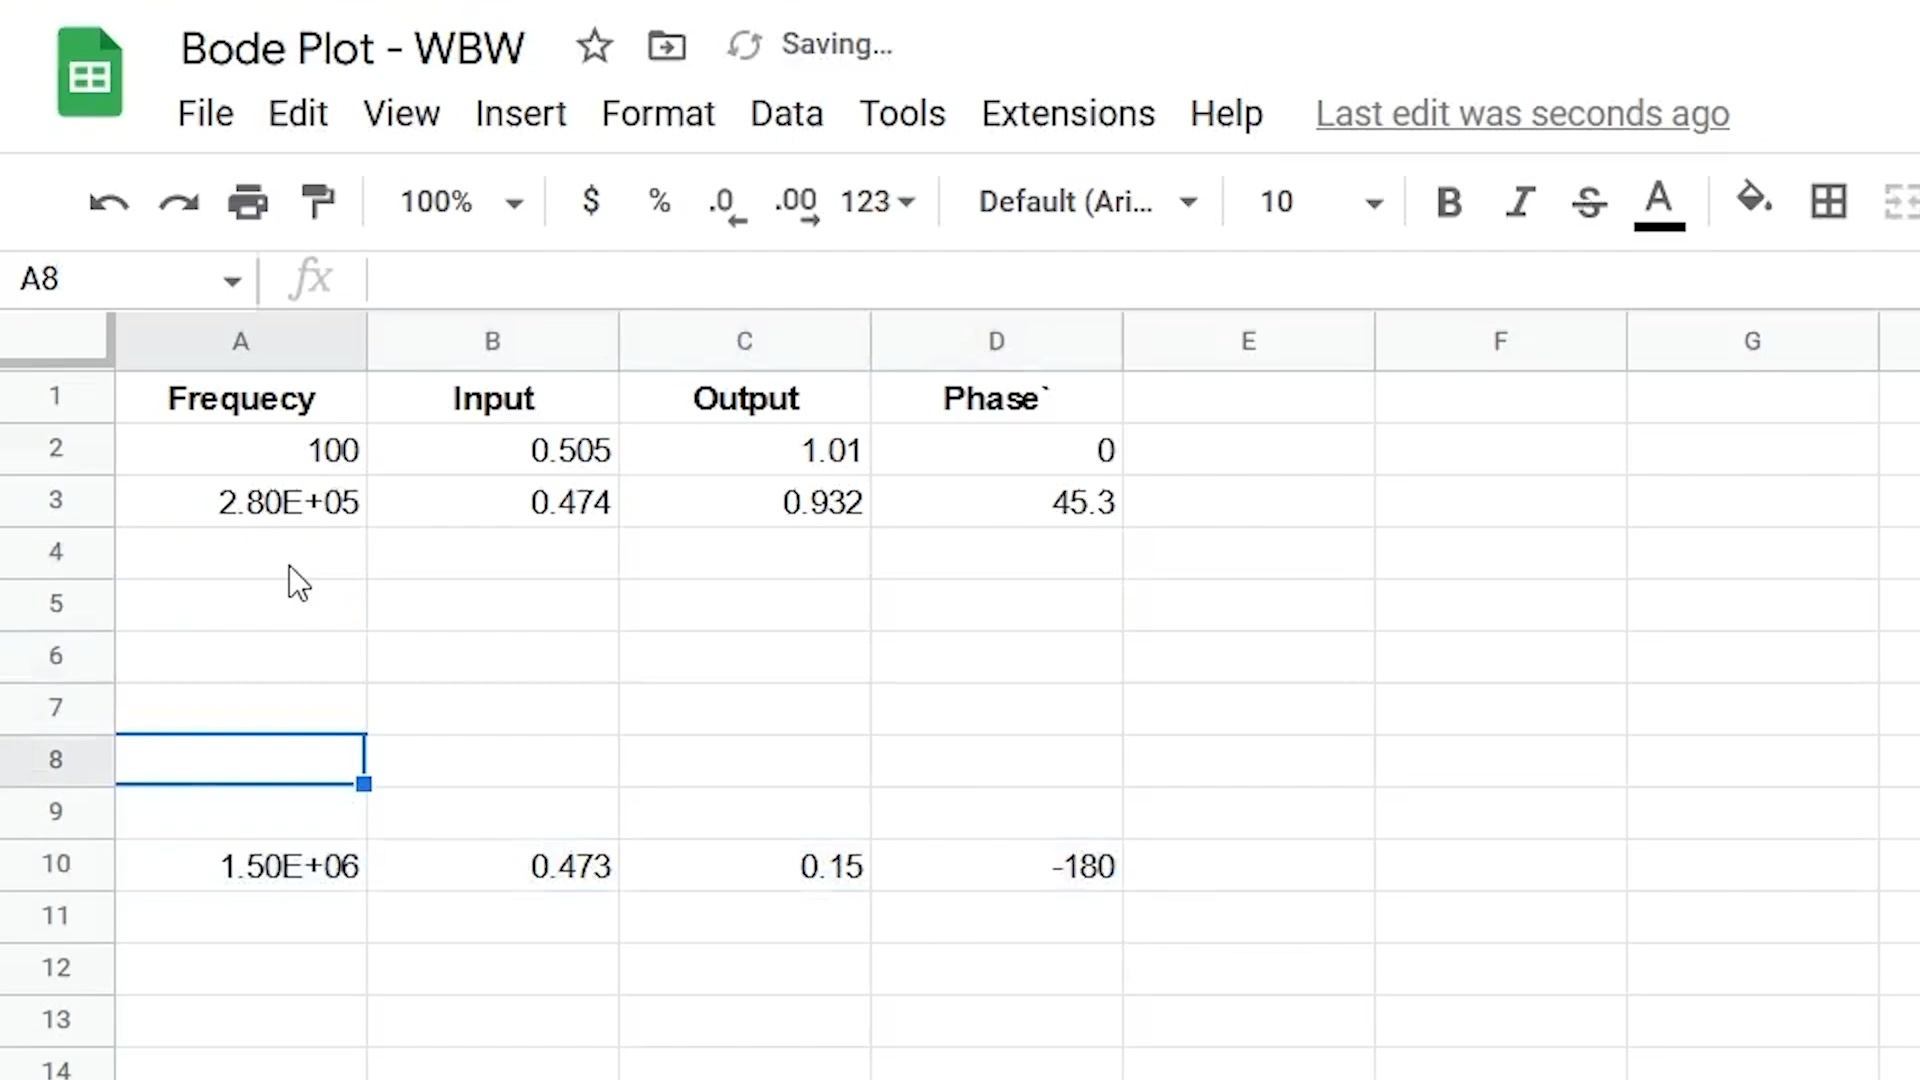 Bode Plot - WBW Saving...
File Edit View Insert Format Data Tools Extensions Help Last edit was seconds ago
100% $ % .0 .00 123 Default (Ari... 10 B I S A
A8 fx
A B C D E F G
1 Frequecy Input Output Phase`
2 100 0.505 1.01 0
3 2.80E+05 0.474 0.932 45.3
4
5
6
7
8
9
10 1.50E+06 0.473 0.15 -180
11
12
13
14